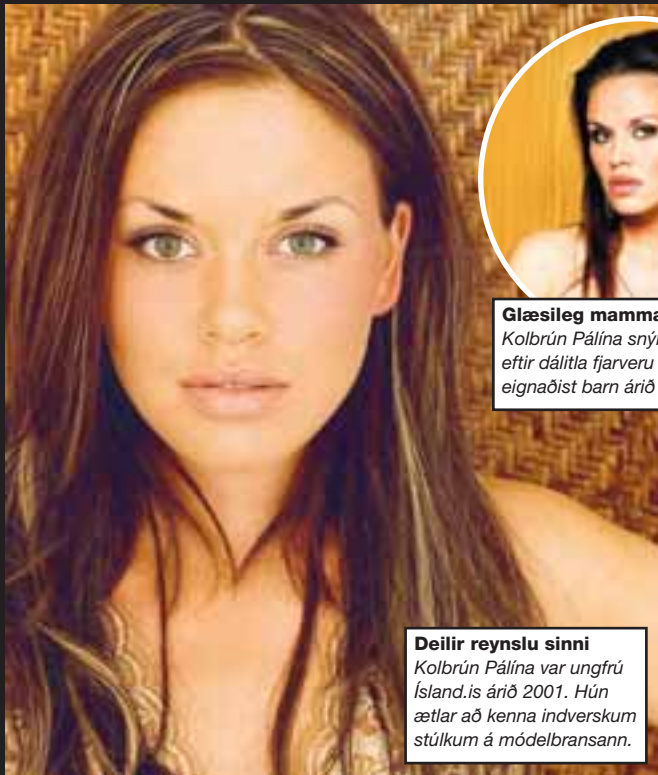 Glæsileg mamma
Kolbrún Pálína
eftir dálitla fjarveru
eignaðist barn árið
Deilir reynslu sinni
Kolbrún Pálína var ungfrú
Ísland.is árið 2001. Hún
ætlar að kenna indverskum
stúlkum á módelbransann.